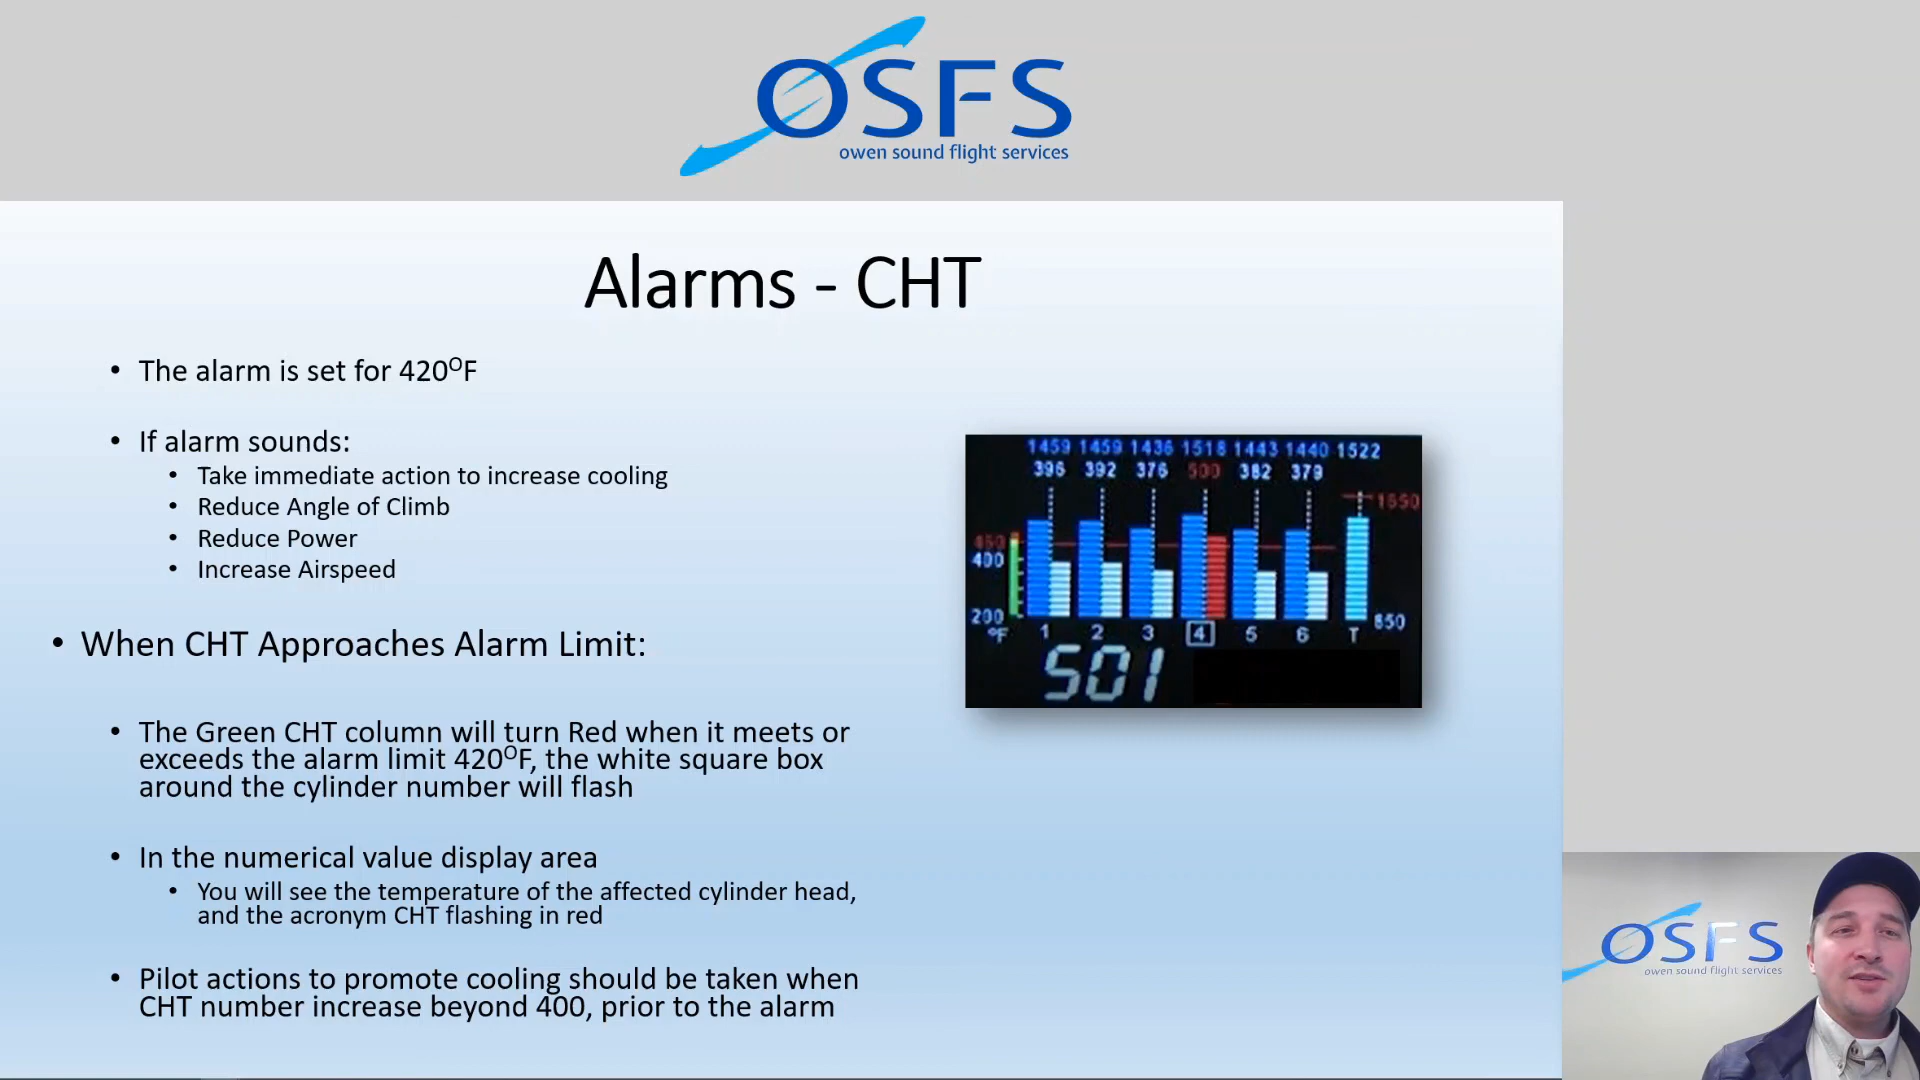 OSFS
owen sound flight services
Alarms - CHT
• The alarm is set for 420°F
• If alarm sounds:
• Take immediate action to increase cooling
• Reduce Angle of Climb
• Reduce Power
• Increase Airspeed
• When CHT Approaches Alarm Limit:
• The Green CHT column will turn Red when it meets or
exceeds the alarm limit 420°F, the white square box
around the cylinder number will flash
• In the numerical value display area
• You will see the temperature of the affected cylinder head,
and the acronym CHT flashing in red
• Pilot actions to promote cooling should be taken when
CHT number increase beyond 400, prior to the alarm
1459 1459 1436 1518 1443 1440 1522
396 392 376 500 382 379
1650
450
400
200
850
°F 1 2 3 4 5 6 T
501
OSFS
owen sound flight services